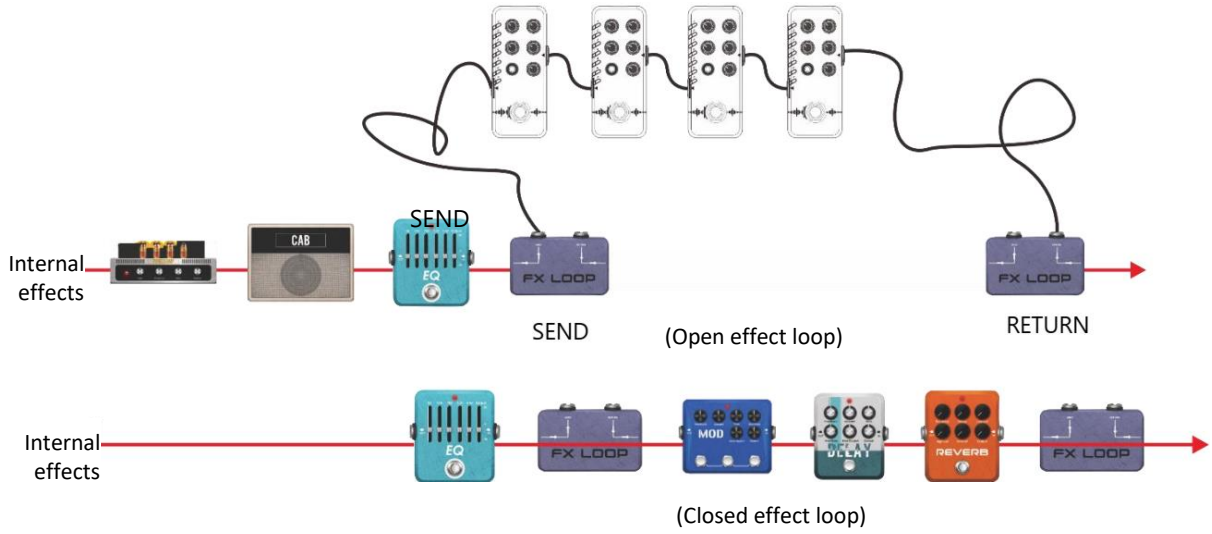 SEND
CAB
Internal
effects
EQ
FX LOOP
FX LOOP
SEND
(Open effect loop)
RETURN
Internal
effects
EQ
FX LOOP
MOD
DELAY
REVERB
FX LOOP
(Closed effect loop)